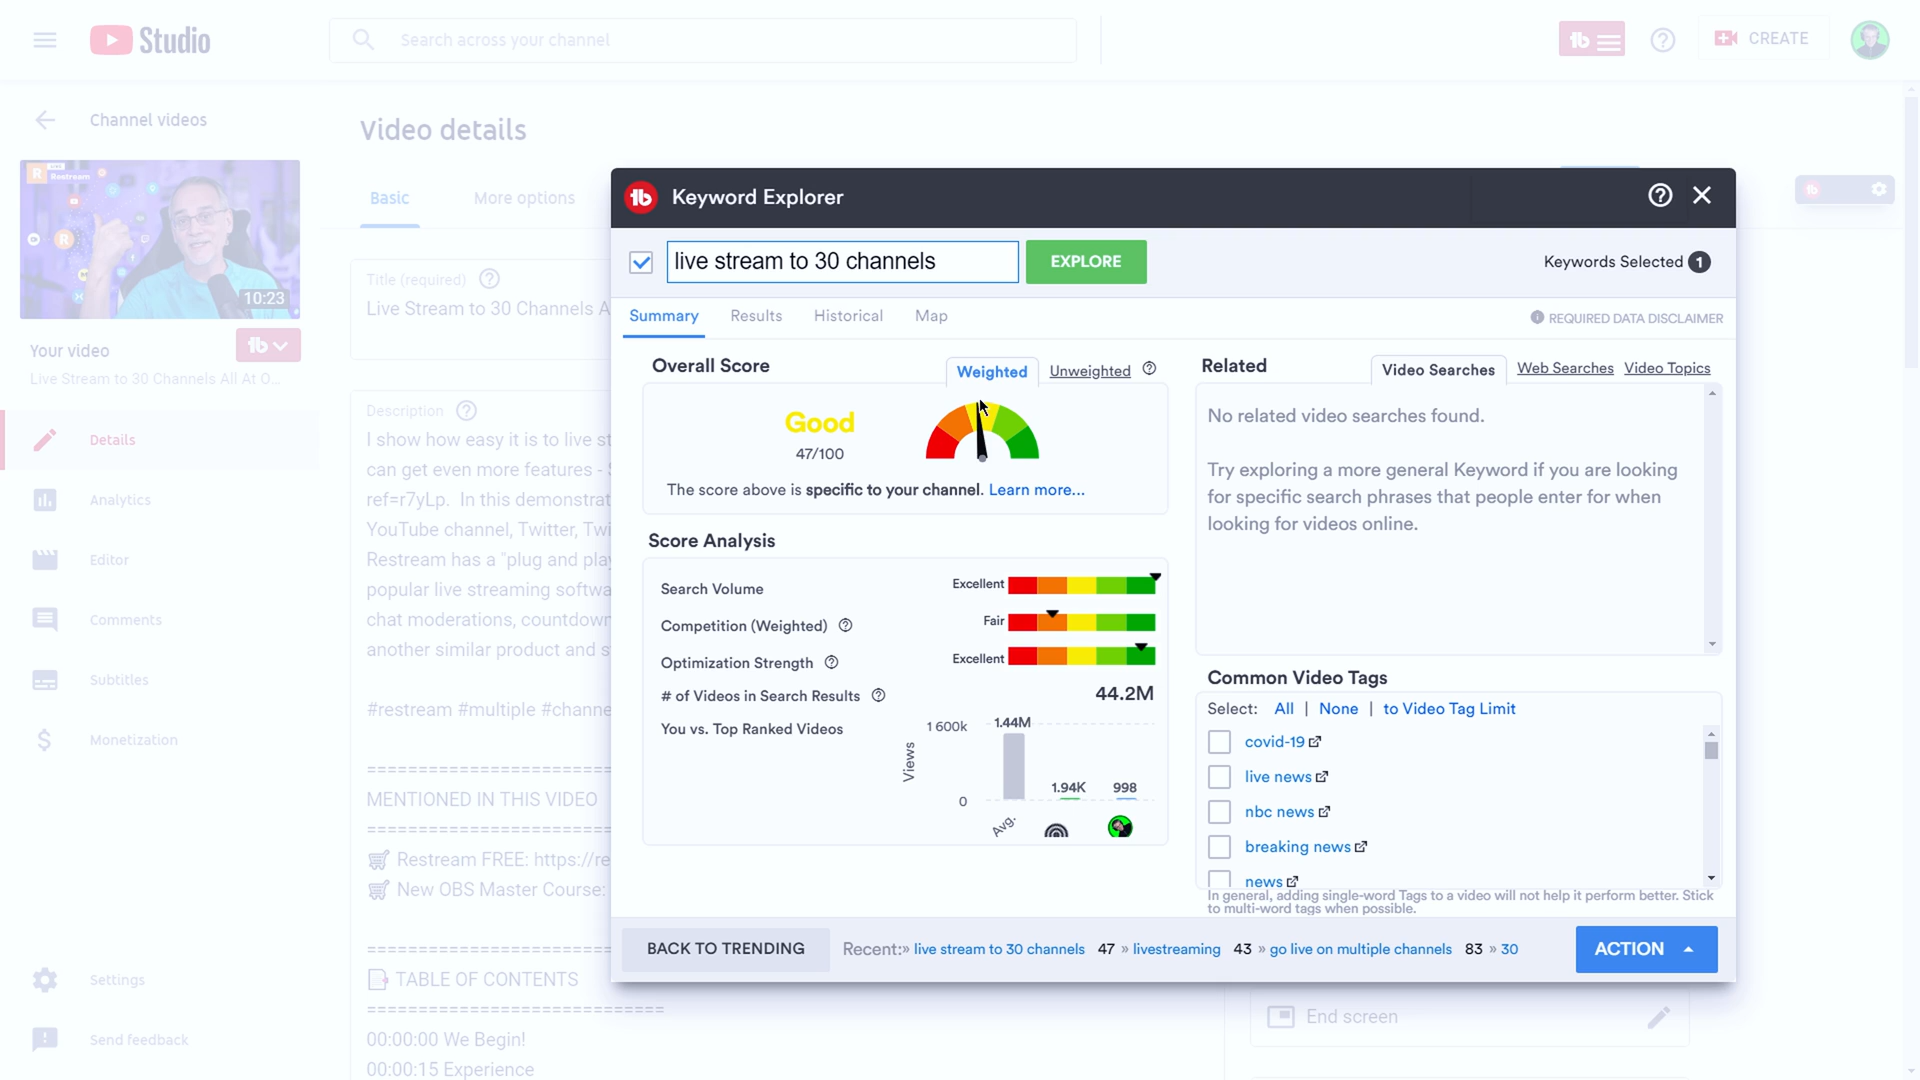 Studio
Search across your channel
CREATE
Channel videos
Video details
Restream
10:23
Your video
Live Stream to 30 Channels All At O...
Basic
More options
Title (required)
Live Stream to 30 Channels A
Description
I show how easy it is to live st
can get even more features - S
ref=r7yLp. In this demonstrat
YouTube channel, Twitter, Twi
Restream has a "plug and play
popular live streaming softwa
chat moderations, countdown
another similar product and s
#restream #multiple #channe
==========================
MENTIONED IN THIS VIDEO
==========================
Restream FREE: https://re
New OBS Master Course:
==========================
TABLE OF CONTENTS
================================
00:00:00 We Begin!
00:00:15 Experience
Details
Analytics
Editor
Comments
Subtitles
Monetization
Settings
Send feedback
Keyword Explorer
live stream to 30 channels
EXPLORE
Keywords Selected 1
Summary
Results
Historical
Map
REQUIRED DATA DISCLAIMER
Overall Score
Weighted
Unweighted
Good
47/100
The score above is specific to your channel. Learn more...
Score Analysis
Search Volume
Excellent
Competition (Weighted)
Fair
Optimization Strength
Excellent
# of Videos in Search Results
44.2M
You vs. Top Ranked Videos
Views
1 600k
0
1.44M
1.94K
998
Avg.
Related
Video Searches
Web Searches
Video Topics
No related video searches found.
Try exploring a more general Keyword if you are looking
for specific search phrases that people enter for when
looking for videos online.
Common Video Tags
Select: All | None | to Video Tag Limit
covid-19
live news
nbc news
breaking news
news
In general, adding single-word Tags to a video will not help it perform better. Stick
to multi-word tags when possible.
BACK TO TRENDING
Recent:» live stream to 30 channels 47 » livestreaming 43 » go live on multiple channels 83 » 30
ACTION
End screen